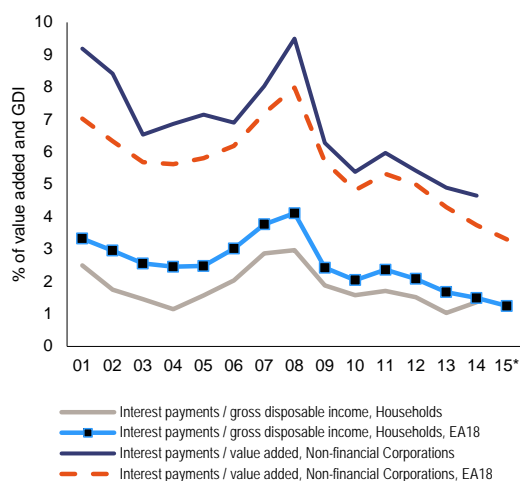 % of value added and GDI
10
9
8
7
6
5
4
3
2
1
0
01 02 03 04 05 06 07 08 09 10 11 12 13 14 15*
Interest payments / gross disposable income, Households
Interest payments / gross disposable income, Households, EA18
Interest payments / value added, Non-financial Corporations
Interest payments / value added, Non-financial Corporations, EA18